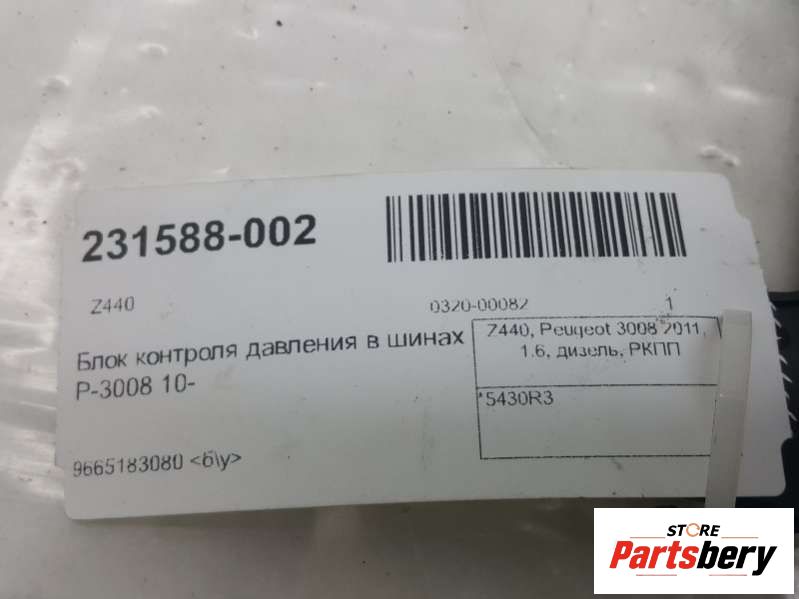 231588-002
Z440 0320-00082 1
Блок контроля давления в шинах
P-3008 10-
Z440, Peugeot 3008 2011,
1.6, дизель, РКПП
*5430R3
9665183080 <б\у>
STORE
Partsbery